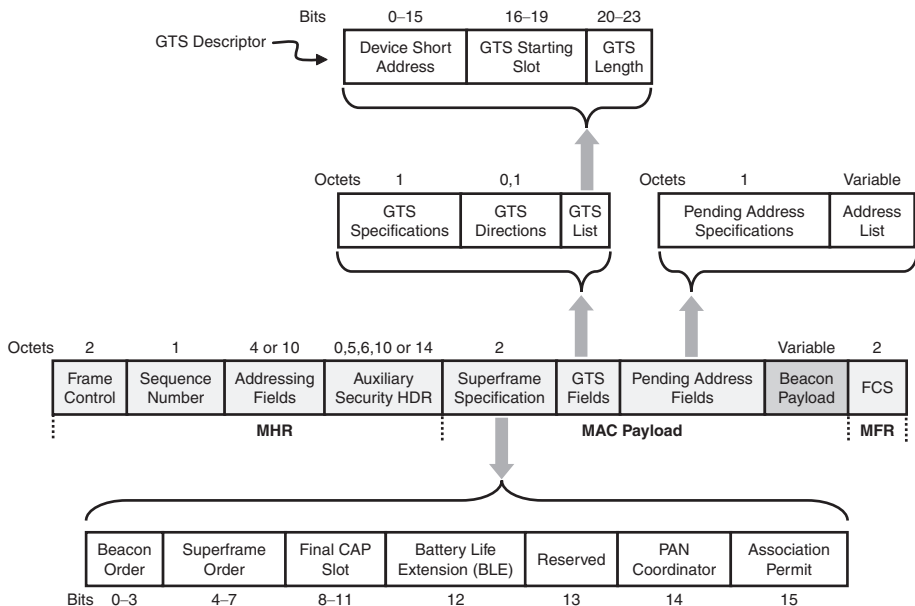 Bits 0–15 16–19 20–23
GTS Descriptor
Device Short Address GTS Starting Slot GTS Length
Octets 1 0,1
GTS Specifications GTS Directions GTS List
Octets 1 Variable
Pending Address Specifications Address List
Octets 2 1 4 or 10 0,5,6,10 or 14 2 Variable 2
Frame Control Sequence Number Addressing Fields Auxiliary Security HDR Superframe Specification GTS Fields Pending Address Fields Beacon Payload FCS
MHR MAC Payload MFR
Beacon Order Superframe Order Final CAP Slot Battery Life Extension (BLE) Reserved PAN Coordinator Association Permit
Bits 0–3 4–7 8–11 12 13 14 15